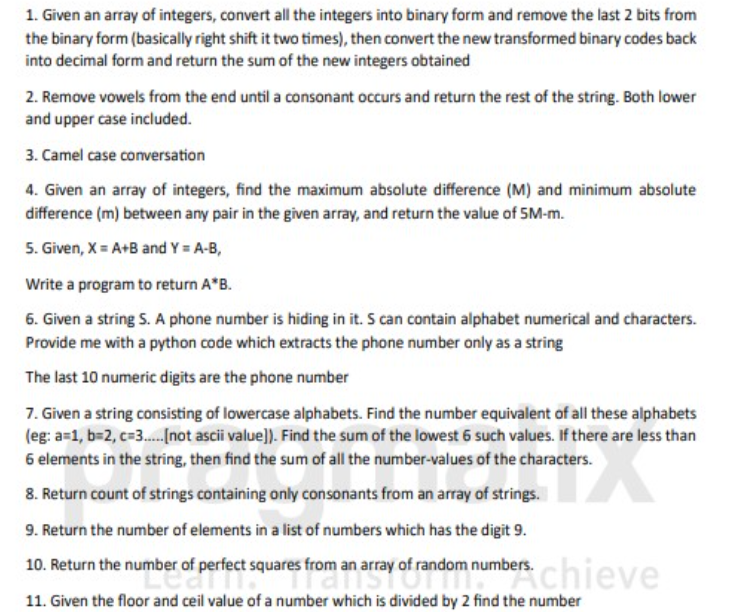 1. Given an array of integers, convert all the integers into binary form and remove the last 2 bits from
the binary form (basically right shift it two times), then convert the new transformed binary codes back
into decimal form and return the sum of the new integers obtained
2. Remove vowels from the end until a consonant occurs and return the rest of the string. Both lower
and upper case included.
3. Camel case conversation
4. Given an array of integers, find the maximum absolute difference (M) and minimum absolute
difference (m) between any pair in the given array, and return the value of 5M-m.
5. Given, X = A+B and Y = A-B,
Write a program to return A*B.
6. Given a string S. A phone number is hiding in it. S can contain alphabet numerical and characters.
Provide me with a python code which extracts the phone number only as a string
The last 10 numeric digits are the phone number
7. Given a string consisting of lowercase alphabets. Find the number equivalent of all these alphabets
(eg: a=1, b=2, c=3.....[not ascii value]). Find the sum of the lowest 6 such values. If there are less than
6 elements in the string, then find the sum of all the number-values of the characters.
pragmatix
8. Return count of strings containing only consonants from an array of strings.
9. Return the number of elements in a list of numbers which has the digit 9.
10. Return the number of perfect squares from an array of random numbers.
Learn. Transform. Achieve
11. Given the floor and ceil value of a number which is divided by 2 find the number